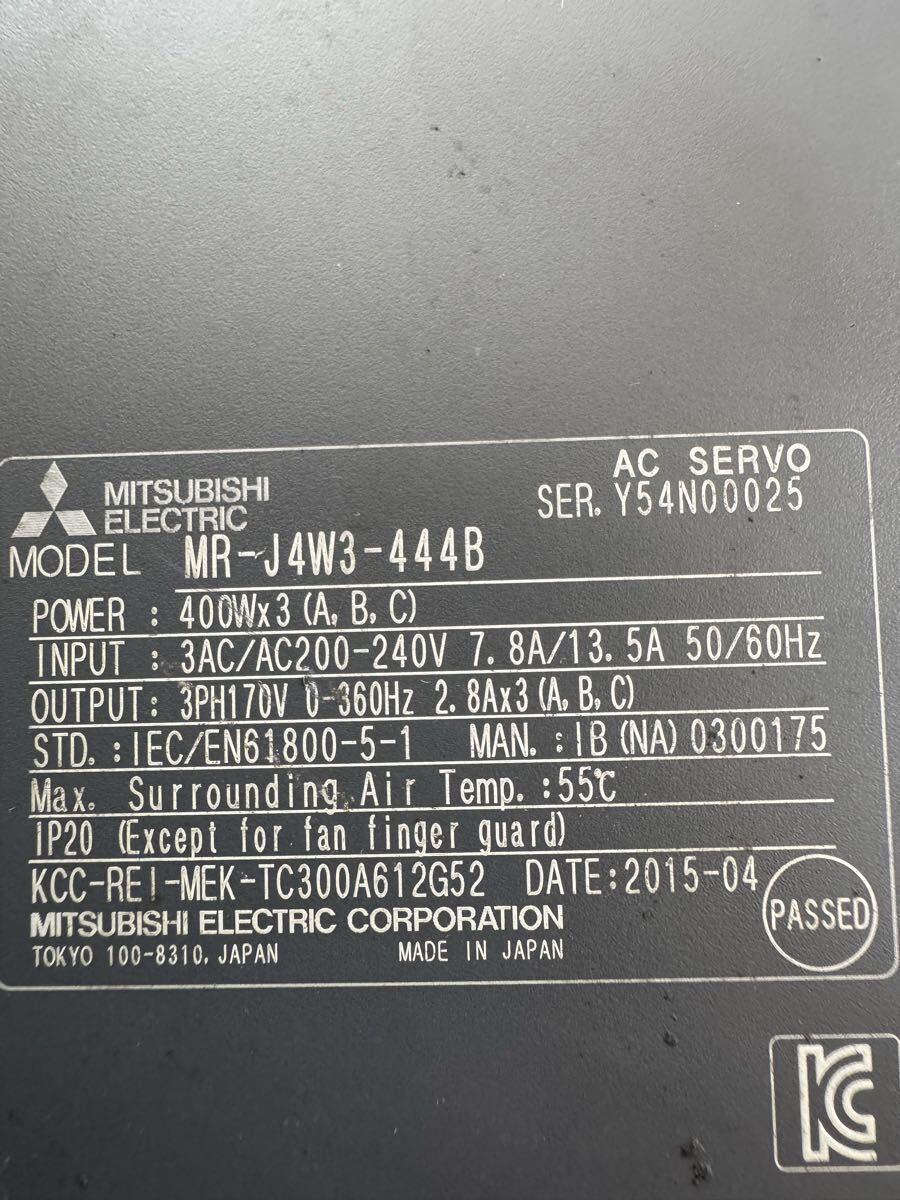 MITSUBISHI
ELECTRIC
AC SERVO
SER. Y54N00025
MODEL MR-J4W3-444B
POWER : 400Wx3 (A, B, C)
INPUT : 3AC/AC200-240V 7.8A/13.5A 50/60Hz
OUTPUT: 3PH170V 0-360Hz 2.8Ax3 (A, B, C)
STD. : IEC/EN61800-5-1 MAN. : IB (NA) 0300175
Max. Surrounding Air Temp. :55℃
IP20 (Except for fan finger guard)
KCC-REI-MEK-TC300A612G52 DATE:2015-04
MITSUBISHI ELECTRIC CORPORATION
TOKYO 100-8310, JAPAN MADE IN JAPAN
PASSED
KC